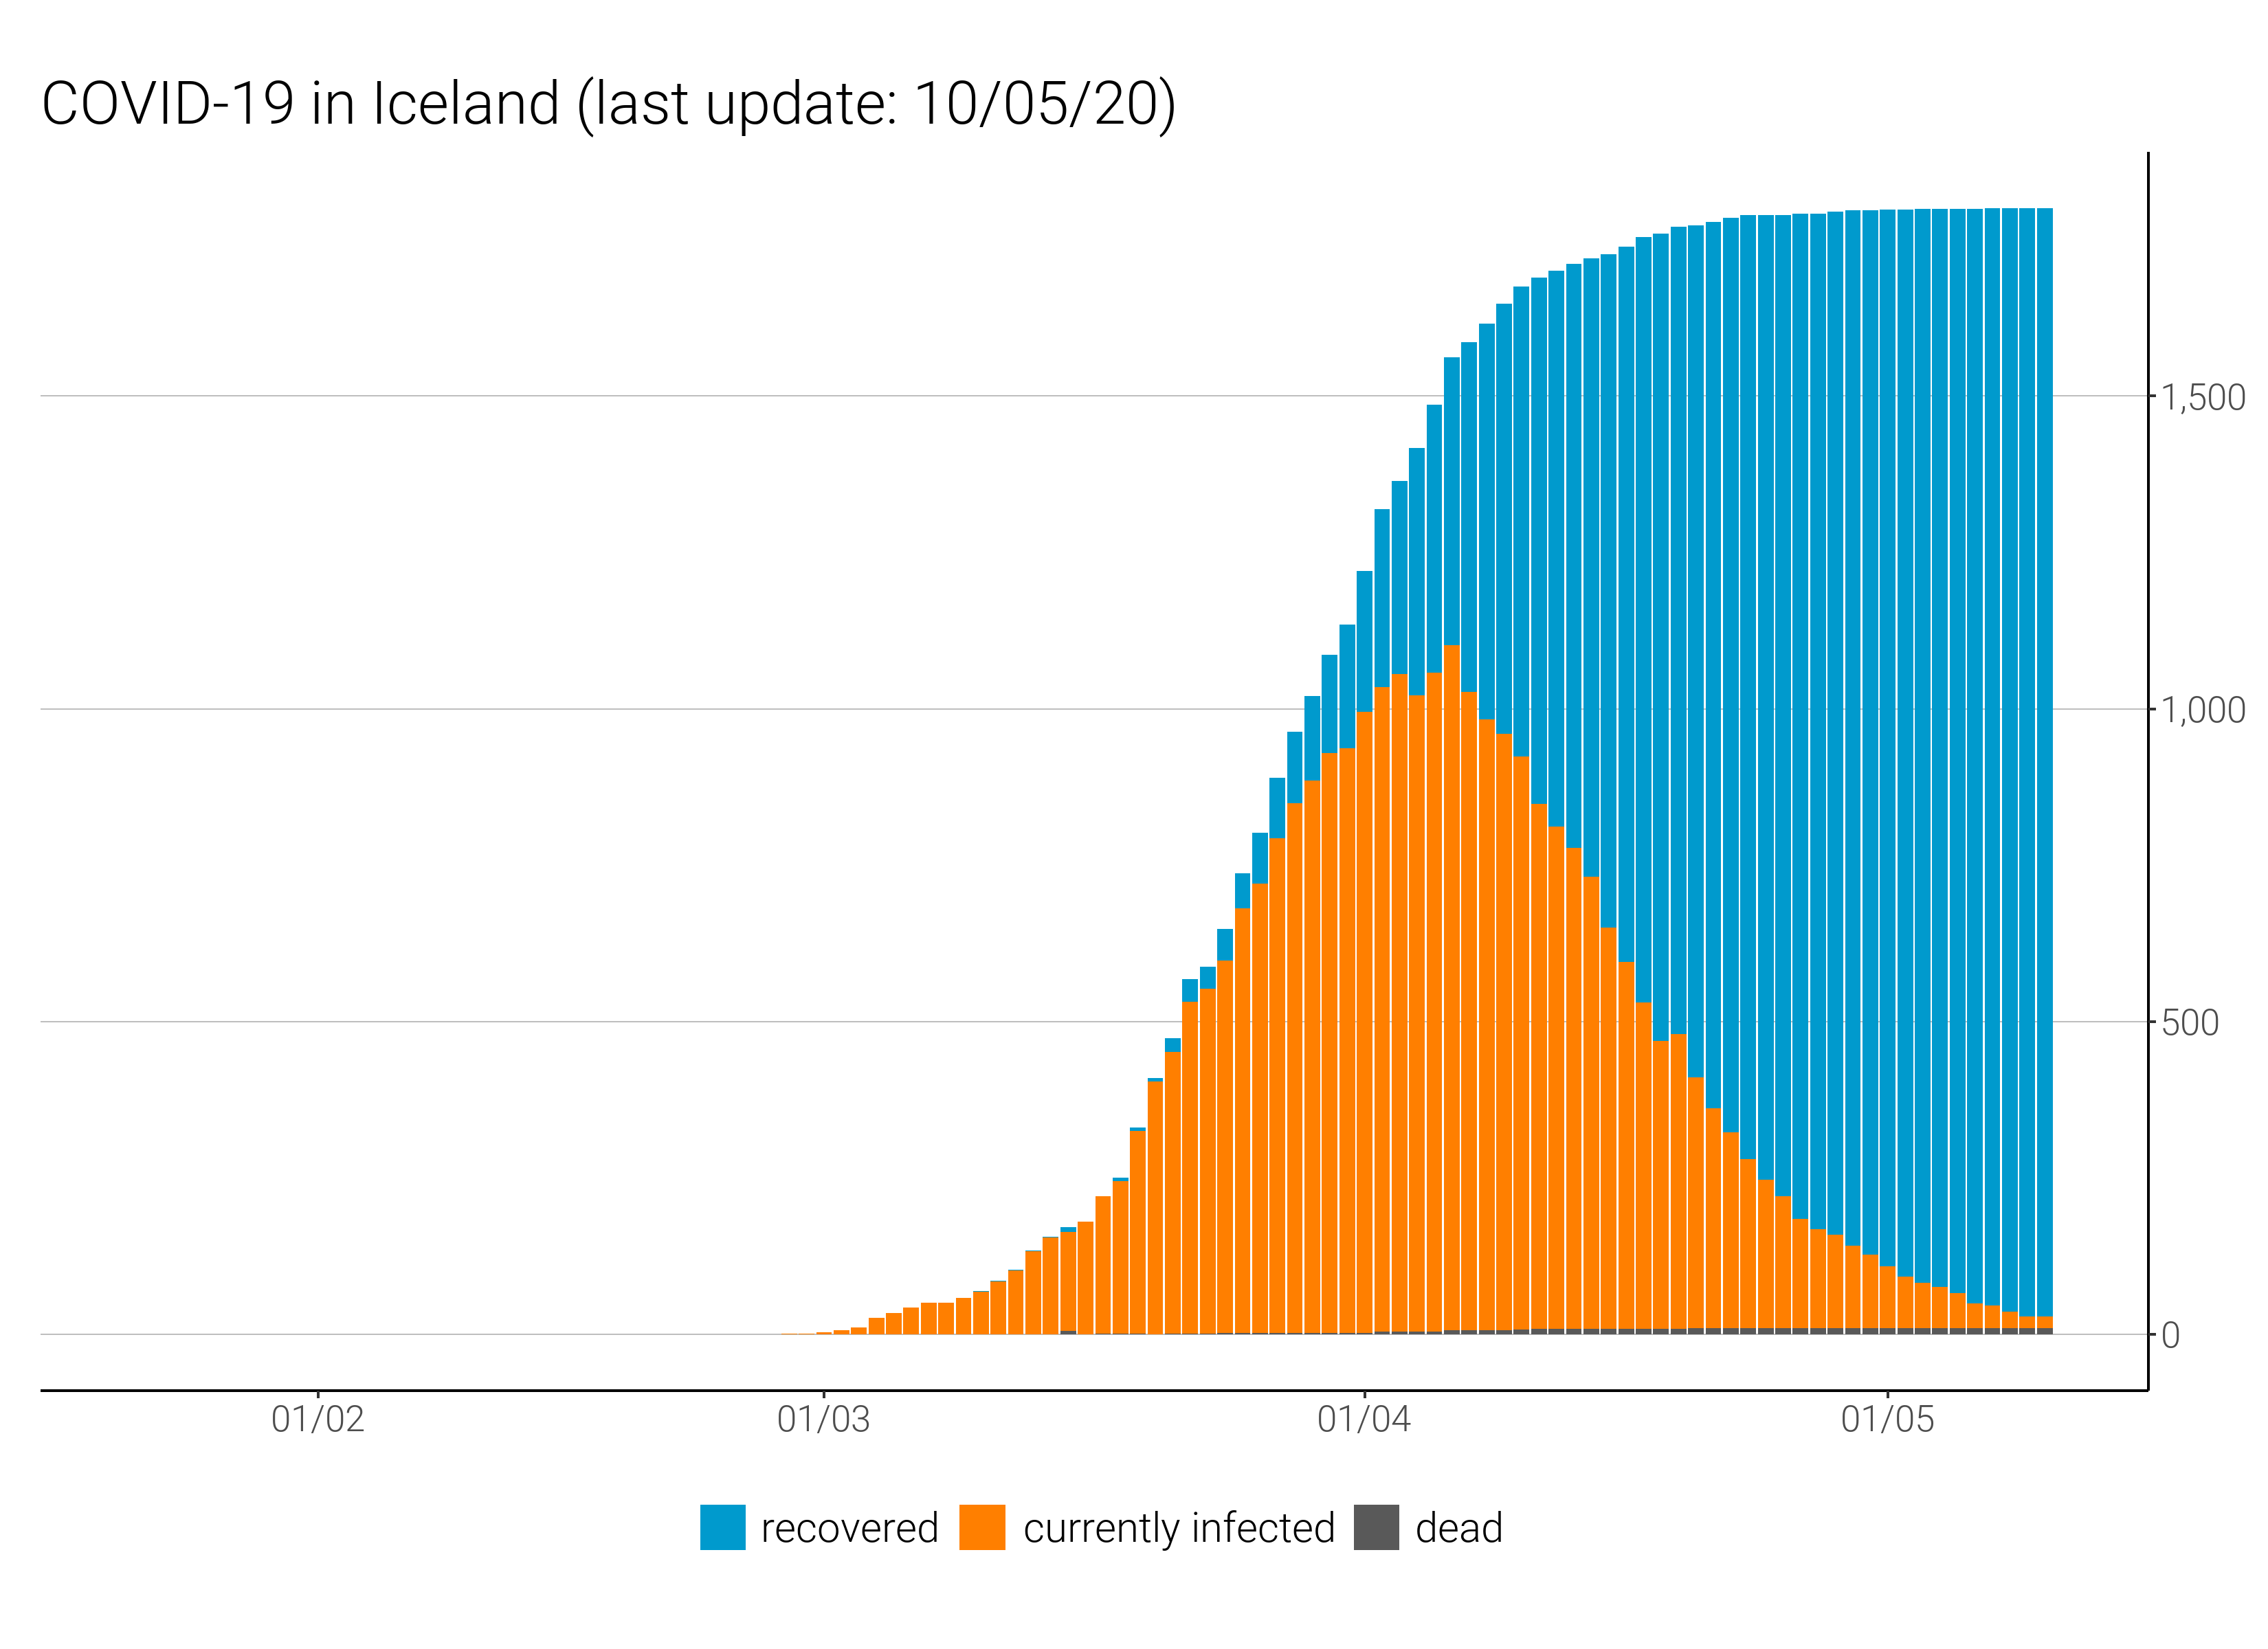 COVID-19 in Iceland (last update: 10/05/20)
1,500
1,000
500
0
01/02 01/03 01/04 01/05
recovered currently infected dead